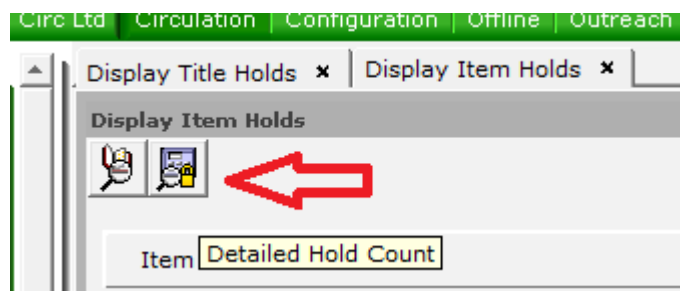 Circ Ltd Circulation Configuration Offline Outreach
Display Title Holds × Display Item Holds ×
Display Item Holds
Item Detailed Hold Count